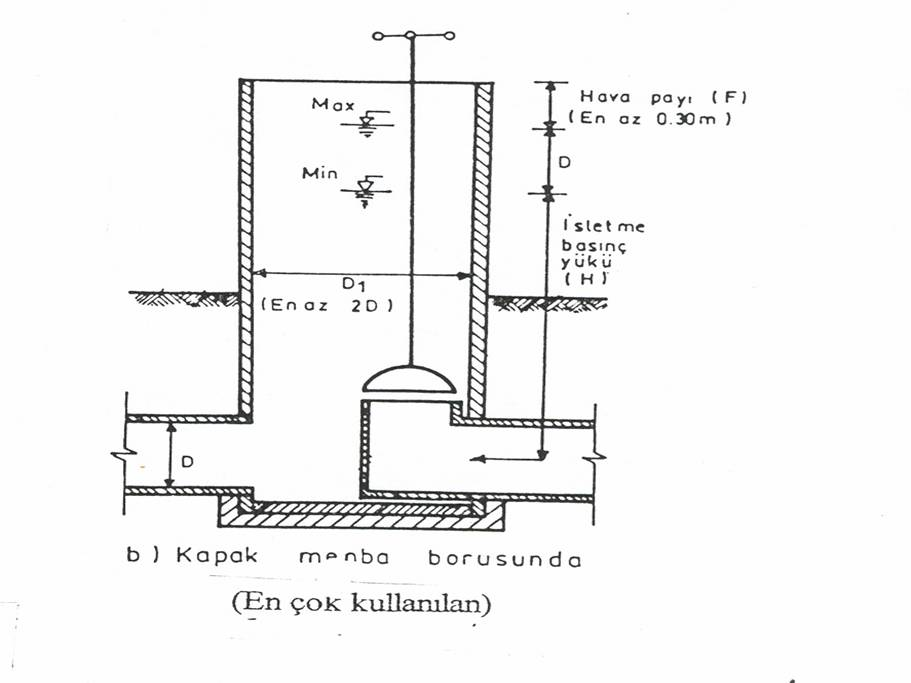 Max
Min
Hava payı (F)
(En az 0.30m)
D
İşletme
basınç
yükü
(H)
D1
(En az 2D)
D
b) Kapak menba borusunda
(En çok kullanılan)